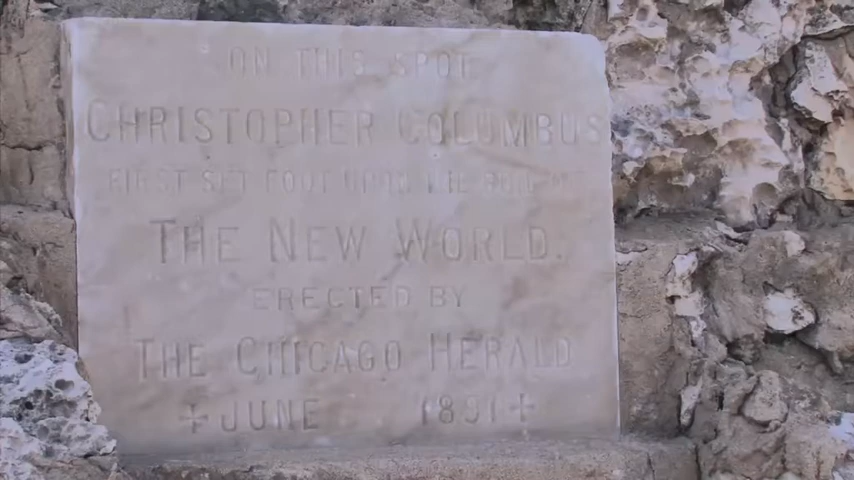 ON THIS SPOT
CHRISTOPHER COLUMBUS
FIRST SET FOOT UPON THE SOIL OF
THE NEW WORLD.
ERECTED BY
THE CHICAGO HERALD
+ JUNE 1891 +